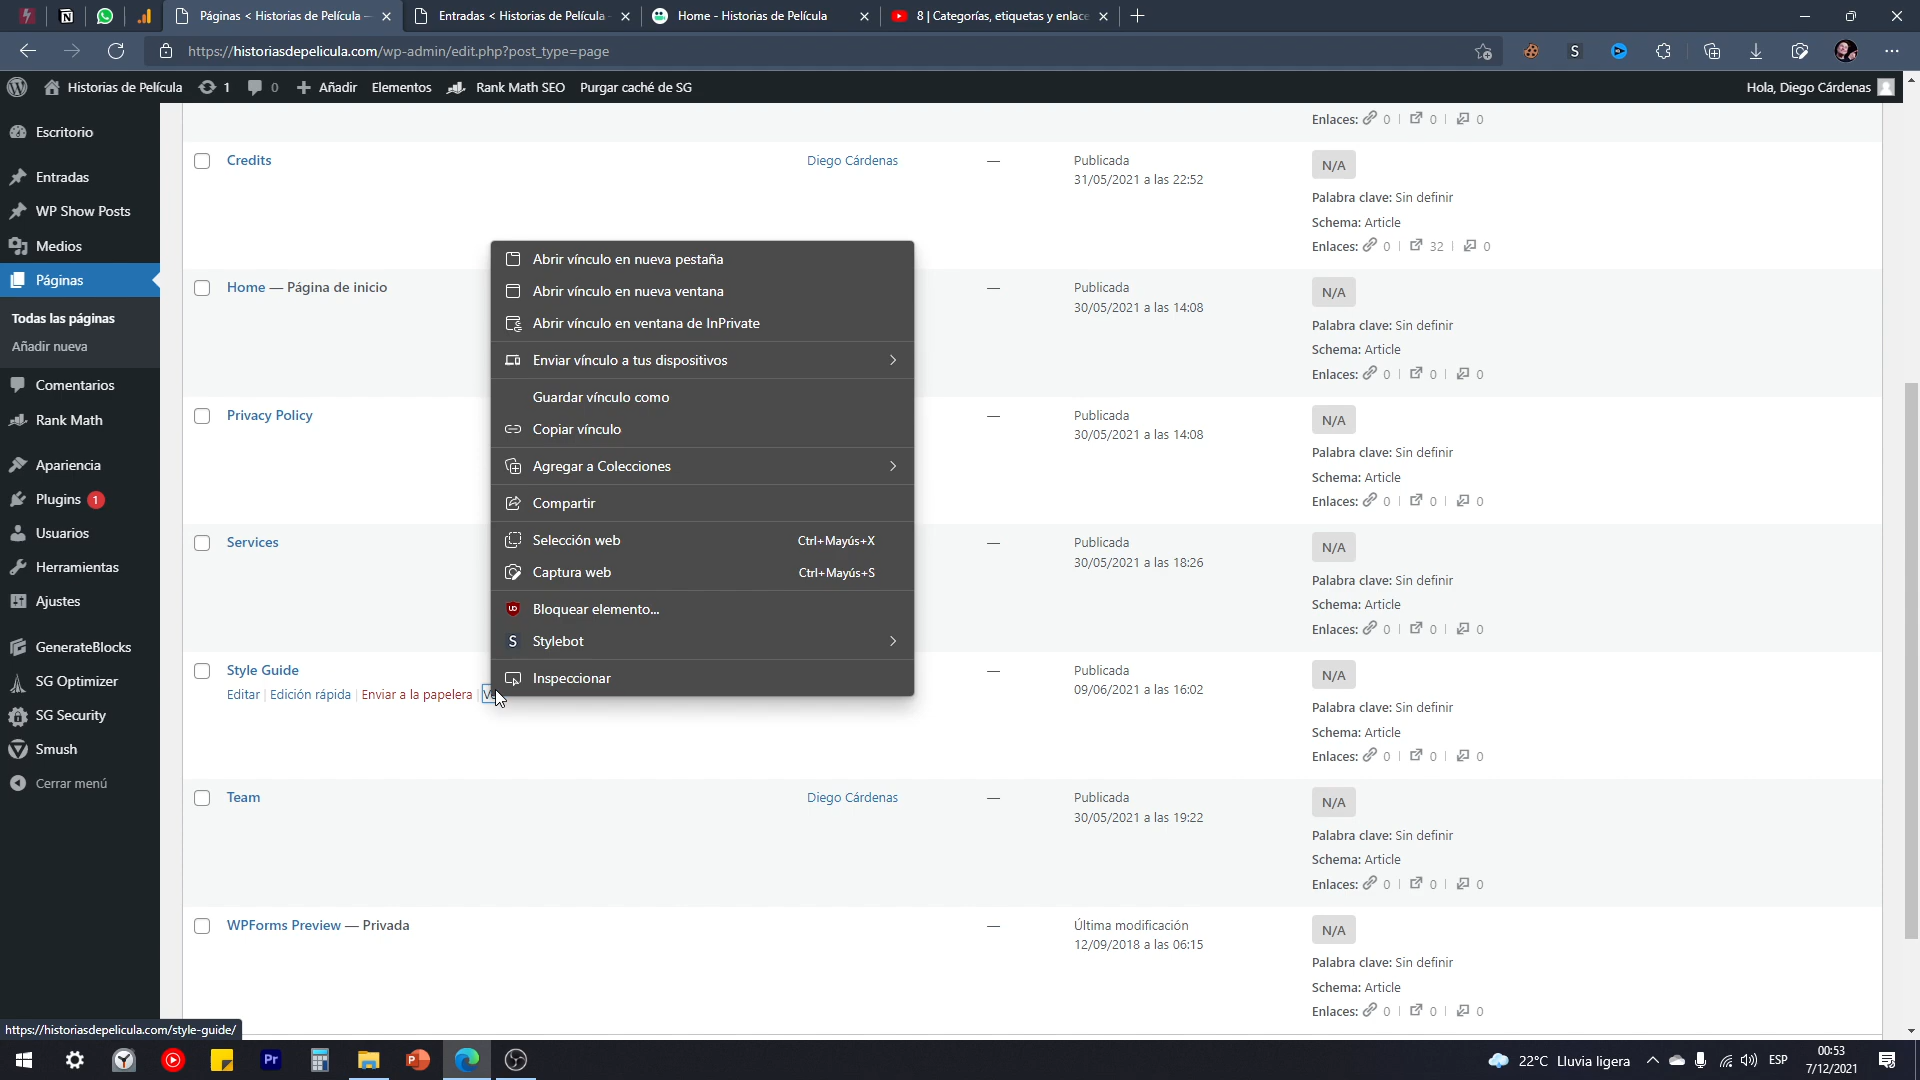 Páginas < Historias de Película —
Entradas < Historias de Película
Home - Historias de Película
8 | Categorías, etiquetas y enlace
https://historiasdepelicula.com/wp-admin/edit.php?post_type=page
Historias de Película
1
0
Añadir
Elementos
Rank Math SEO
Purgar caché de SG
Hola, Diego Cárdenas
Escritorio
Entradas
WP Show Posts
Medios
Páginas
Todas las páginas
Añadir nueva
Comentarios
Rank Math
Apariencia
Plugins 1
Usuarios
Herramientas
Ajustes
GenerateBlocks
SG Optimizer
SG Security
Smush
Cerrar menú
Enlaces: 0 | 0 | 0
Credits
Diego Cárdenas
—
Publicada
31/05/2021 a las 22:52
N/A
Palabra clave: Sin definir
Schema: Article
Enlaces: 0 | 32 | 0
Home — Página de inicio
—
Publicada
30/05/2021 a las 14:08
N/A
Palabra clave: Sin definir
Schema: Article
Enlaces: 0 | 0 | 0
Privacy Policy
—
Publicada
30/05/2021 a las 14:08
N/A
Palabra clave: Sin definir
Schema: Article
Enlaces: 0 | 0 | 0
Services
—
Publicada
30/05/2021 a las 18:26
N/A
Palabra clave: Sin definir
Schema: Article
Enlaces: 0 | 0 | 0
Style Guide
Editar | Edición rápida | Enviar a la papelera |
—
Publicada
09/06/2021 a las 16:02
N/A
Palabra clave: Sin definir
Schema: Article
Enlaces: 0 | 0 | 0
Team
Diego Cárdenas
—
Publicada
30/05/2021 a las 19:22
N/A
Palabra clave: Sin definir
Schema: Article
Enlaces: 0 | 0 | 0
WPForms Preview — Privada
—
Última modificación
12/09/2018 a las 06:15
N/A
Palabra clave: Sin definir
Schema: Article
Enlaces: 0 | 0 | 0
Abrir vínculo en nueva pestaña
Abrir vínculo en nueva ventana
Abrir vínculo en ventana de InPrivate
Enviar vínculo a tus dispositivos
Guardar vínculo como
Copiar vínculo
Agregar a Colecciones
Compartir
Selección web Ctrl+Mayús+X
Captura web Ctrl+Mayús+S
Bloquear elemento...
S Stylebot
Inspeccionar
https://historiasdepelicula.com/style-guide/
Pr
22°C Lluvia ligera
ESP
00:53
7/12/2021